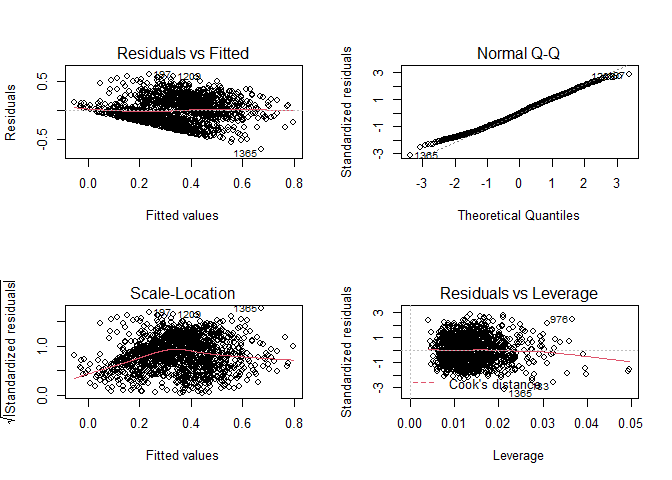 Residuals vs Fitted
Residuals
0.5
-0.5
197
1209
1365
0.0 0.2 0.4 0.6 0.8
Fitted values
Normal Q-Q
Standardized residuals
3
1
-1
-3
1365
-3 -2 -1 0 1 2 3
Theoretical Quantiles
Scale-Location
√|Standardized residuals|
1.0
0.0
197
1209
1365
0.0 0.2 0.4 0.6 0.8
Fitted values
Residuals vs Leverage
Standardized residuals
3
1
-1
-3
976
1365
Cook's distance
0.00 0.01 0.02 0.03 0.04 0.05
Leverage